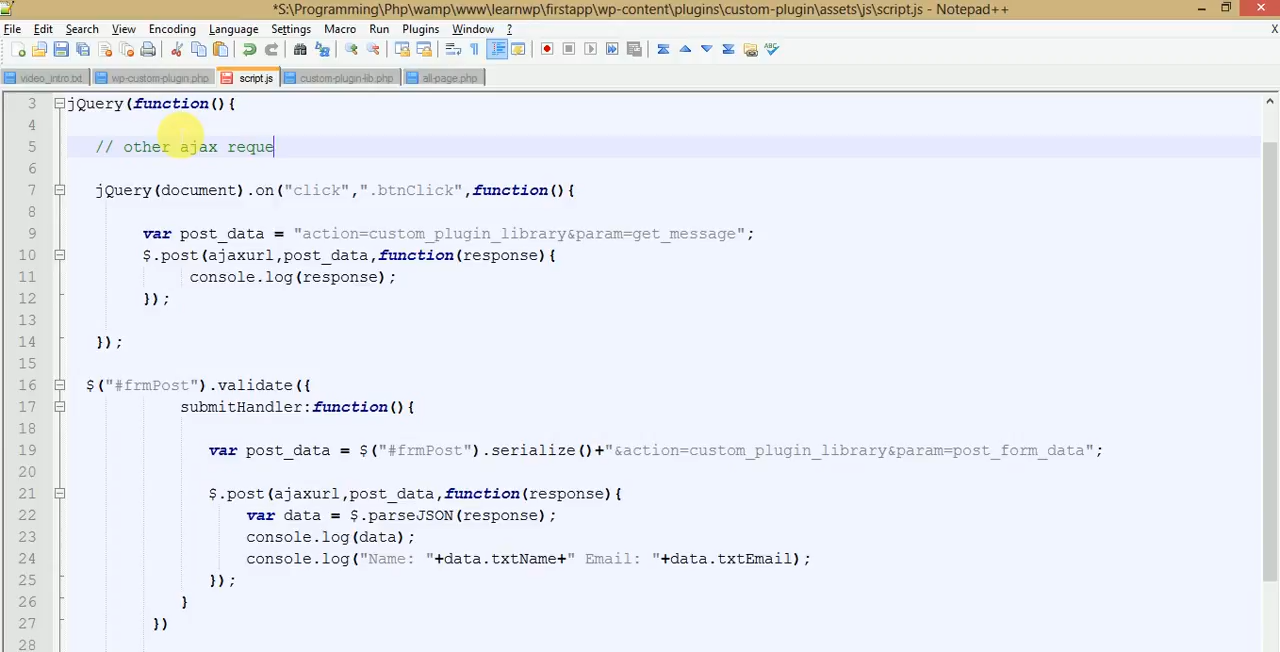 *S:\Programming\Php\wamp\www\learnwp\firstapp\wp-content\plugins\custom-plugin\assets\js\script.js - Notepad++
File Edit Search View Encoding Language Settings Macro Run Plugins Window ? X
video_intro.txt wp-custom-plugin.php script.js custom-plugin-lib.php all-page.php
3 jQuery(function(){
4
5 // other ajax reque
6
7 jQuery(document).on("click",".btnClick",function(){
8
9 var post_data = "action=custom_plugin_library&param=get_message";
10 $.post(ajaxurl,post_data,function(response){
11 console.log(response);
12 });
13
14 });
15
16 $("#frmPost").validate({
17 submitHandler:function(){
18
19 var post_data = $("#frmPost").serialize()+"&action=custom_plugin_library&param=post_form_data";
20
21 $.post(ajaxurl,post_data,function(response){
22 var data = $.parseJSON(response);
23 console.log(data);
24 console.log("Name: "+data.txtName+" Email: "+data.txtEmail);
25 });
26 }
27 })
28